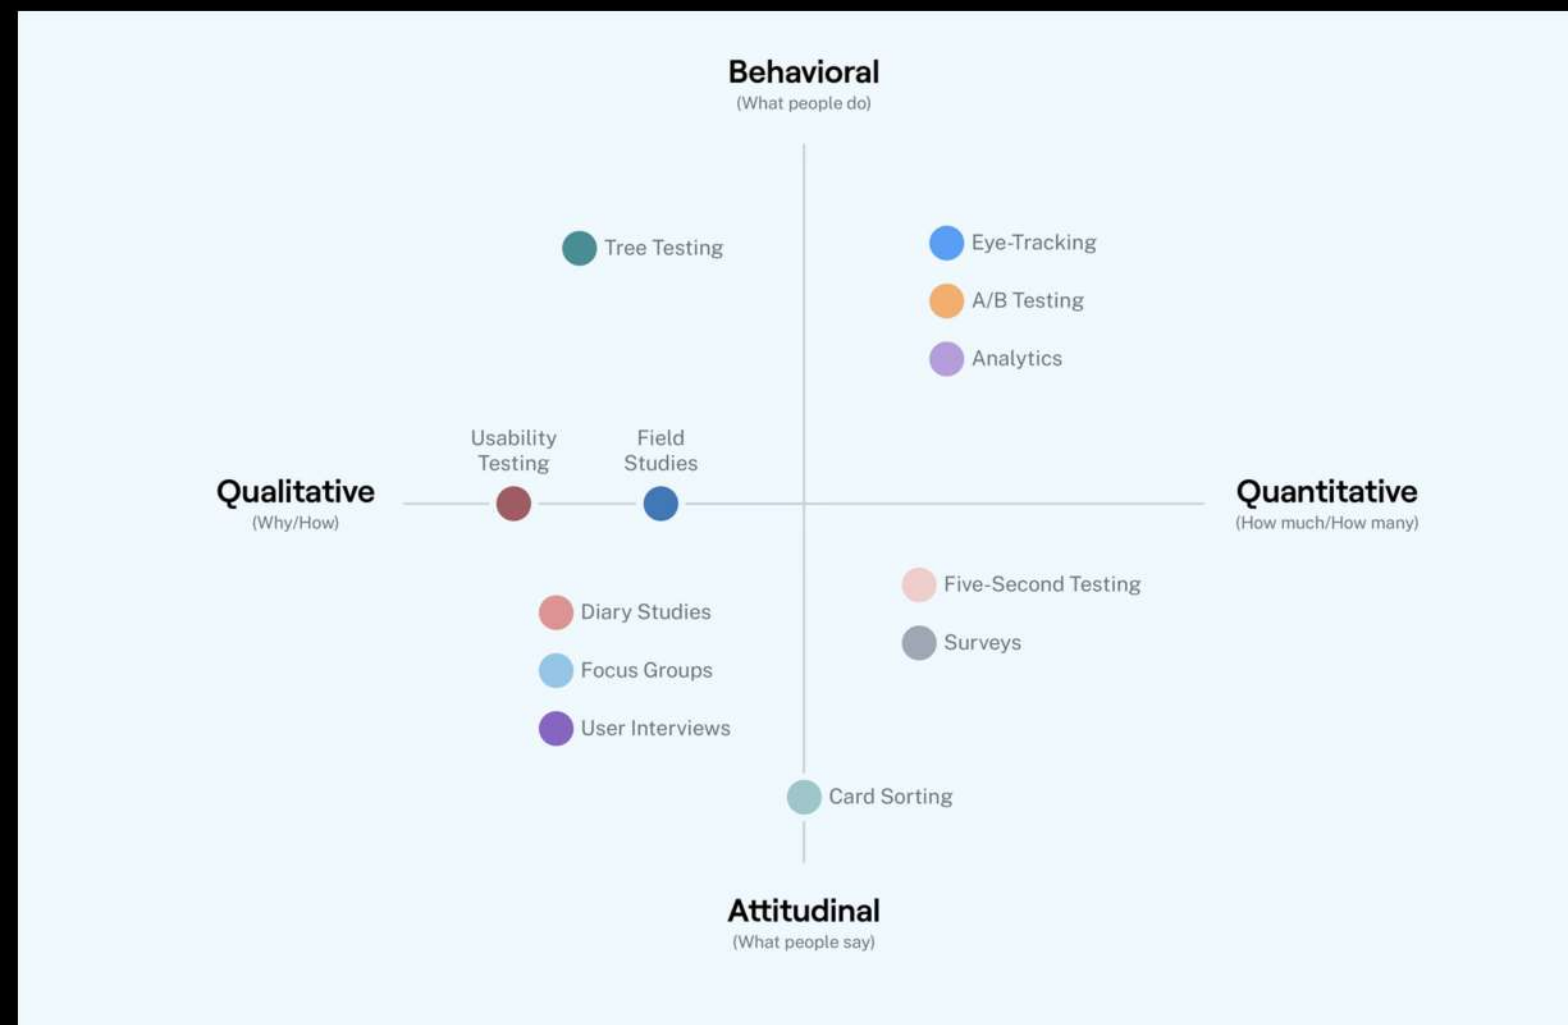 Behavioral
(What people do)
Tree Testing
Eye-Tracking
A/B Testing
Analytics
Usability
Testing
Field
Studies
Qualitative
(Why/How)
Quantitative
(How much/How many)
Five-Second Testing
Surveys
Diary Studies
Focus Groups
User Interviews
Card Sorting
Attitudinal
(What people say)